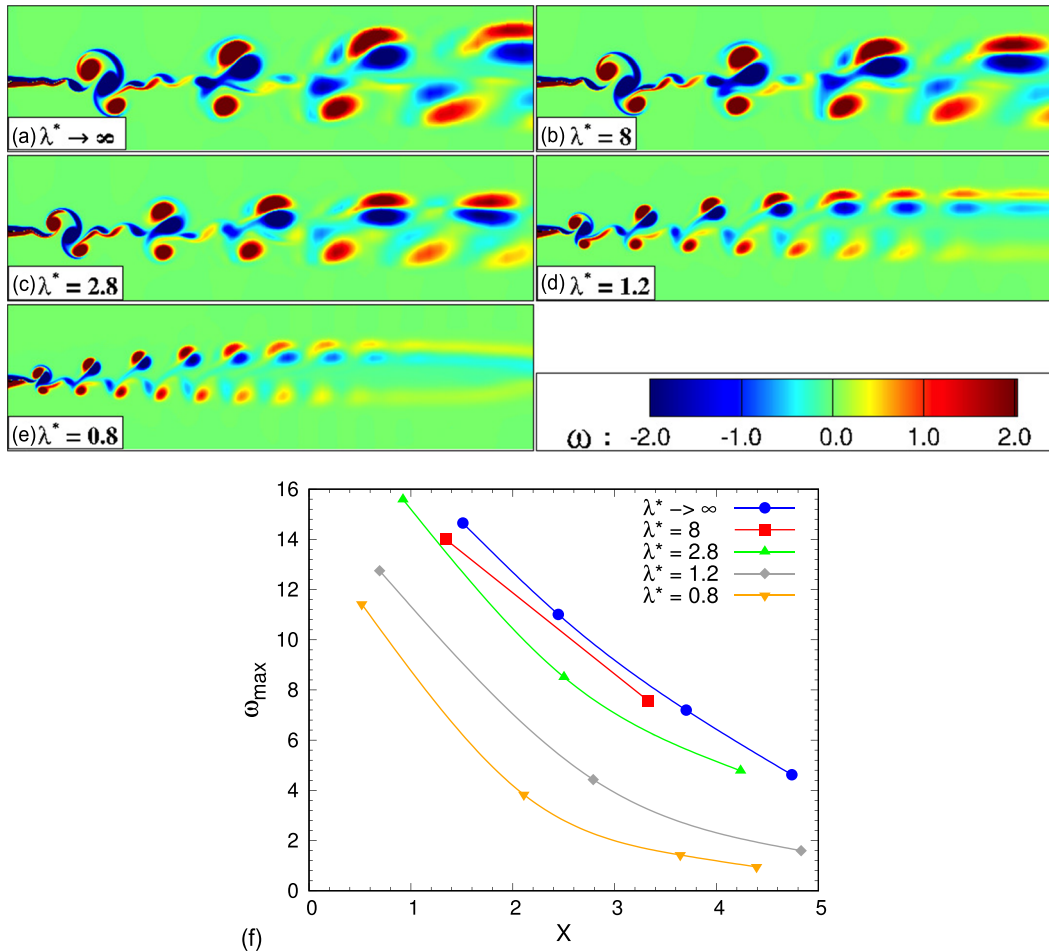 (a) λ* → ∞
(b) λ* = 8
(c) λ* = 2.8
(d) λ* = 1.2
(e) λ* = 0.8
ω : -2.0 -1.0 0.0 1.0 2.0
λ* -> ∞
λ* = 8
λ* = 2.8
λ* = 1.2
λ* = 0.8
16
14
12
10
8
6
4
2
0
ω_max
0 1 2 3 4 5
X
(f)